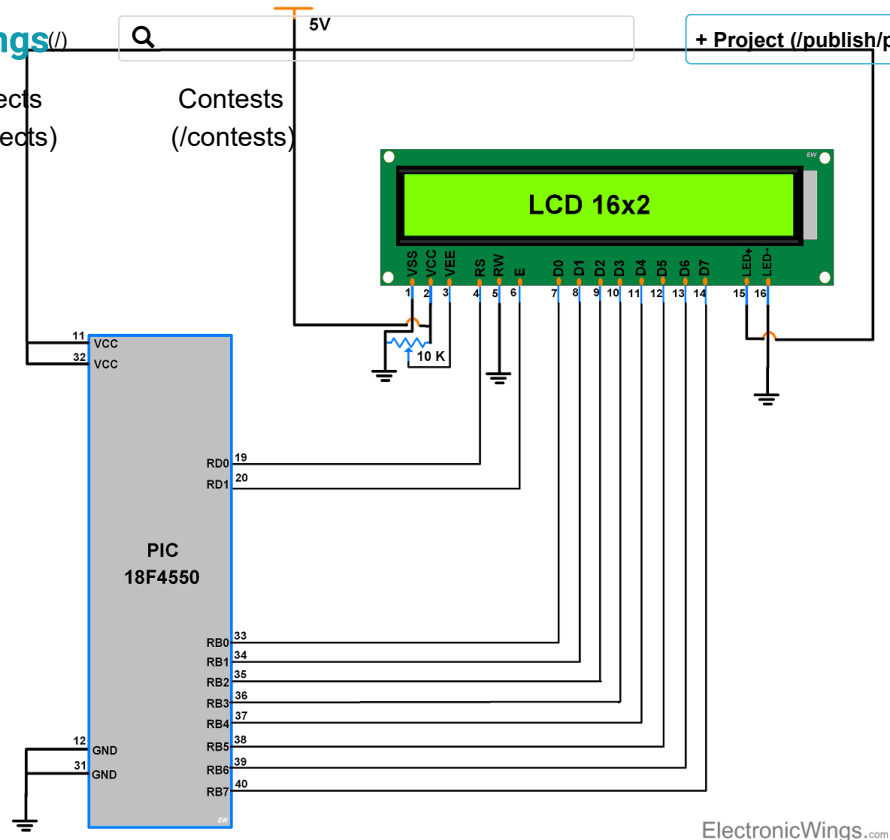 5V
ngs(/)
+ Project (/publish/p
ects
ects)
Contests
(/contests)
EW
LCD 16x2
VSS VCC VEE RS RW E D0 D1 D2 D3 D4 D5 D6 D7 LED+ LED-
1 2 3 4 5 6 7 8 9 10 11 12 13 14 15 16
10 K
11 VCC
32 VCC
RD0 19
RD1 20
PIC
18F4550
RB0 33
RB1 34
RB2 35
RB3 36
RB4 37
RB5 38
RB6 39
RB7 40
12 GND
31 GND
EW
ElectronicWings.com